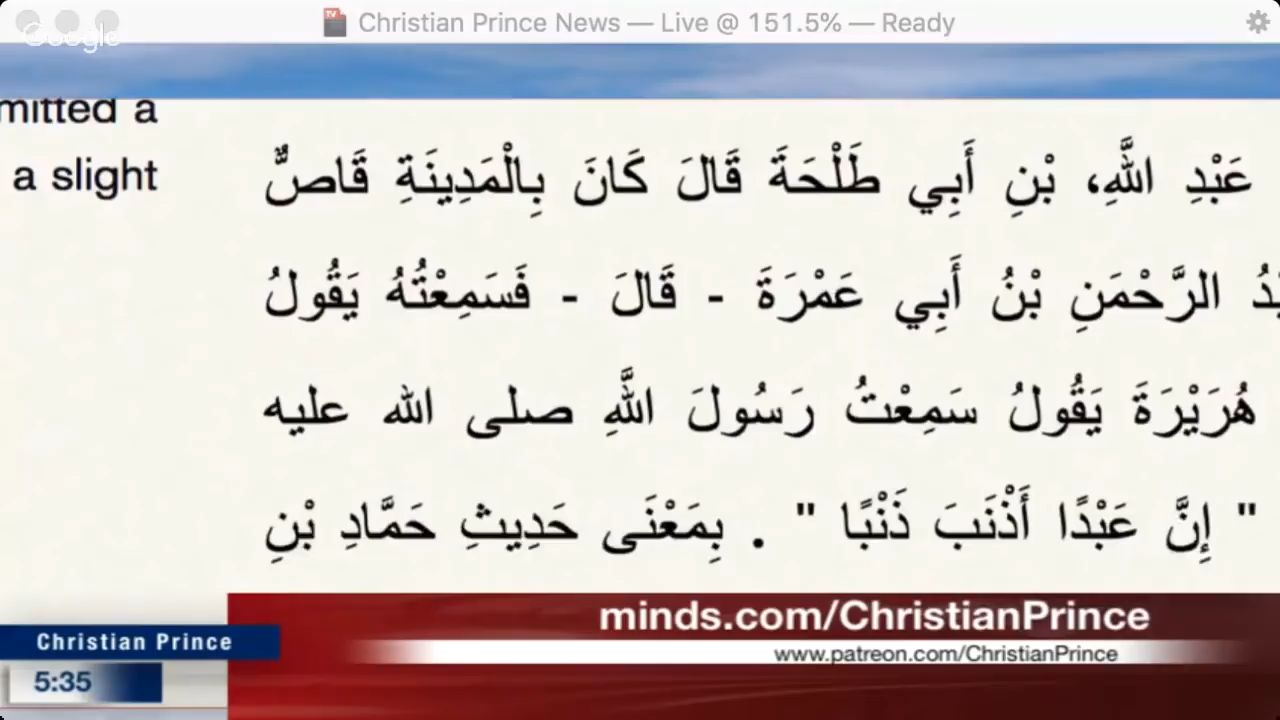 Christian Prince News — Live @ 151.5% — Ready
Google
mitted a
a slight
عَبْدِ اللَّهِ، بْنِ أَبِي طَلْحَةَ قَالَ كَانَ بِالْمَدِينَةِ قَاصٌّ
الرَّحْمَنِ بْنُ أَبِي عَمْرَةَ - قَالَ - فَسَمِعْتُهُ يَقُولُ
هُرَيْرَةَ يَقُولُ سَمِعْتُ رَسُولَ اللَّهِ صلى الله عليه
" إِنَّ عَبْدًا أَذْنَبَ ذَنْبًا " . بِمَعْنَى حَدِيثِ حَمَّادِ بْنِ
minds.com/ChristianPrince
www.patreon.com/ChristianPrince
Christian Prince
5:35